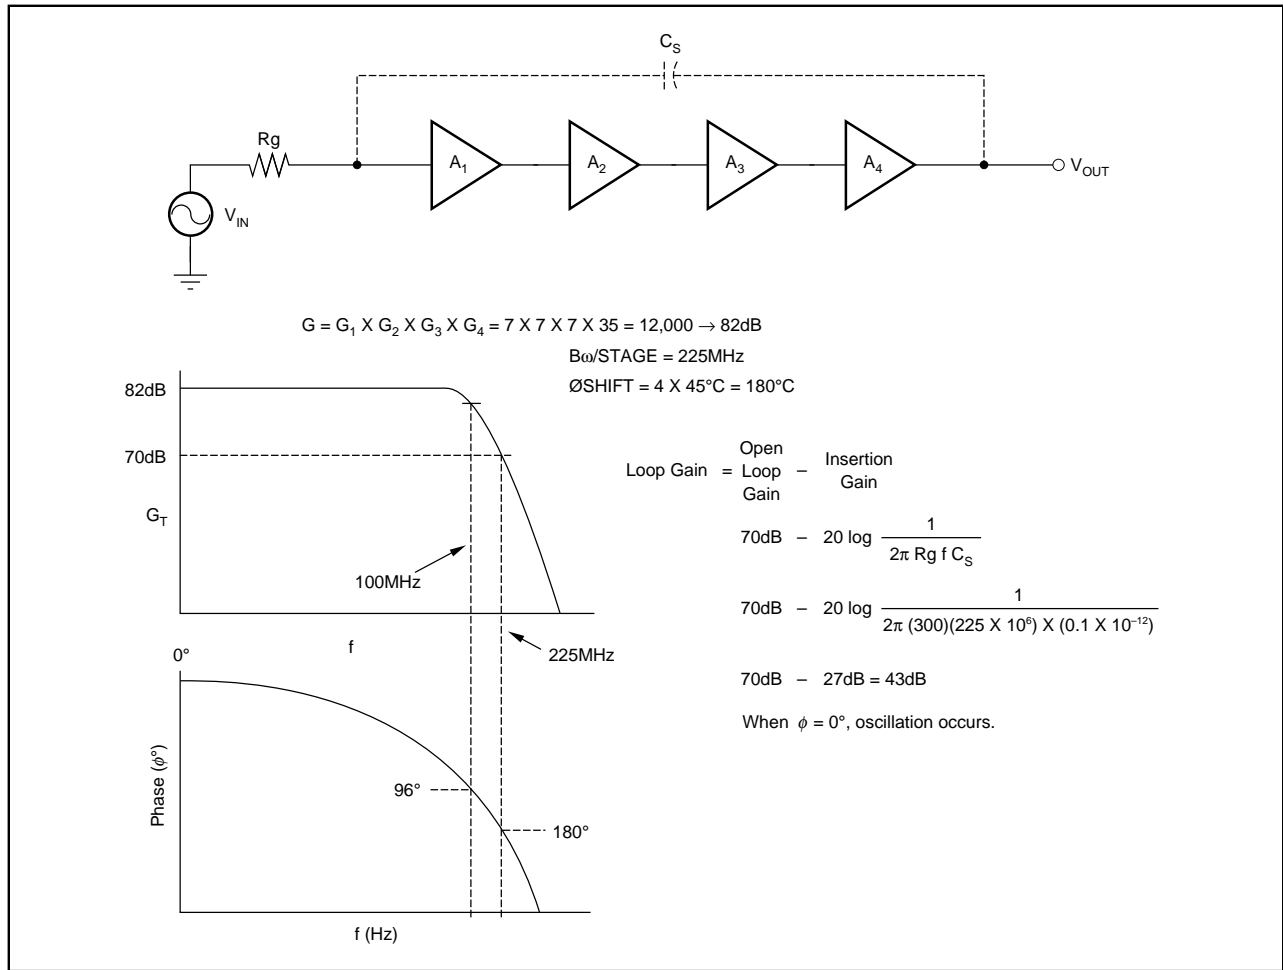 C_S
Rg
A_1
A_2
A_3
A_4
V_OUT
V_IN
G = G_1 X G_2 X G_3 X G_4 = 7 X 7 X 7 X 35 = 12,000 → 82dB
Bω/STAGE = 225MHz
ØSHIFT = 4 X 45°C = 180°C
82dB
70dB
G_T
100MHz
f
225MHz
Loop Gain = Open Loop Gain – Insertion Gain
70dB – 20 log 1 / 2π Rg f C_S
70dB – 20 log 1 / 2π (300)(225 X 10⁶) X (0.1 X 10⁻¹²)
70dB – 27dB = 43dB
When ϕ = 0°, oscillation occurs.
0°
Phase (ϕ°)
96°
180°
f (Hz)